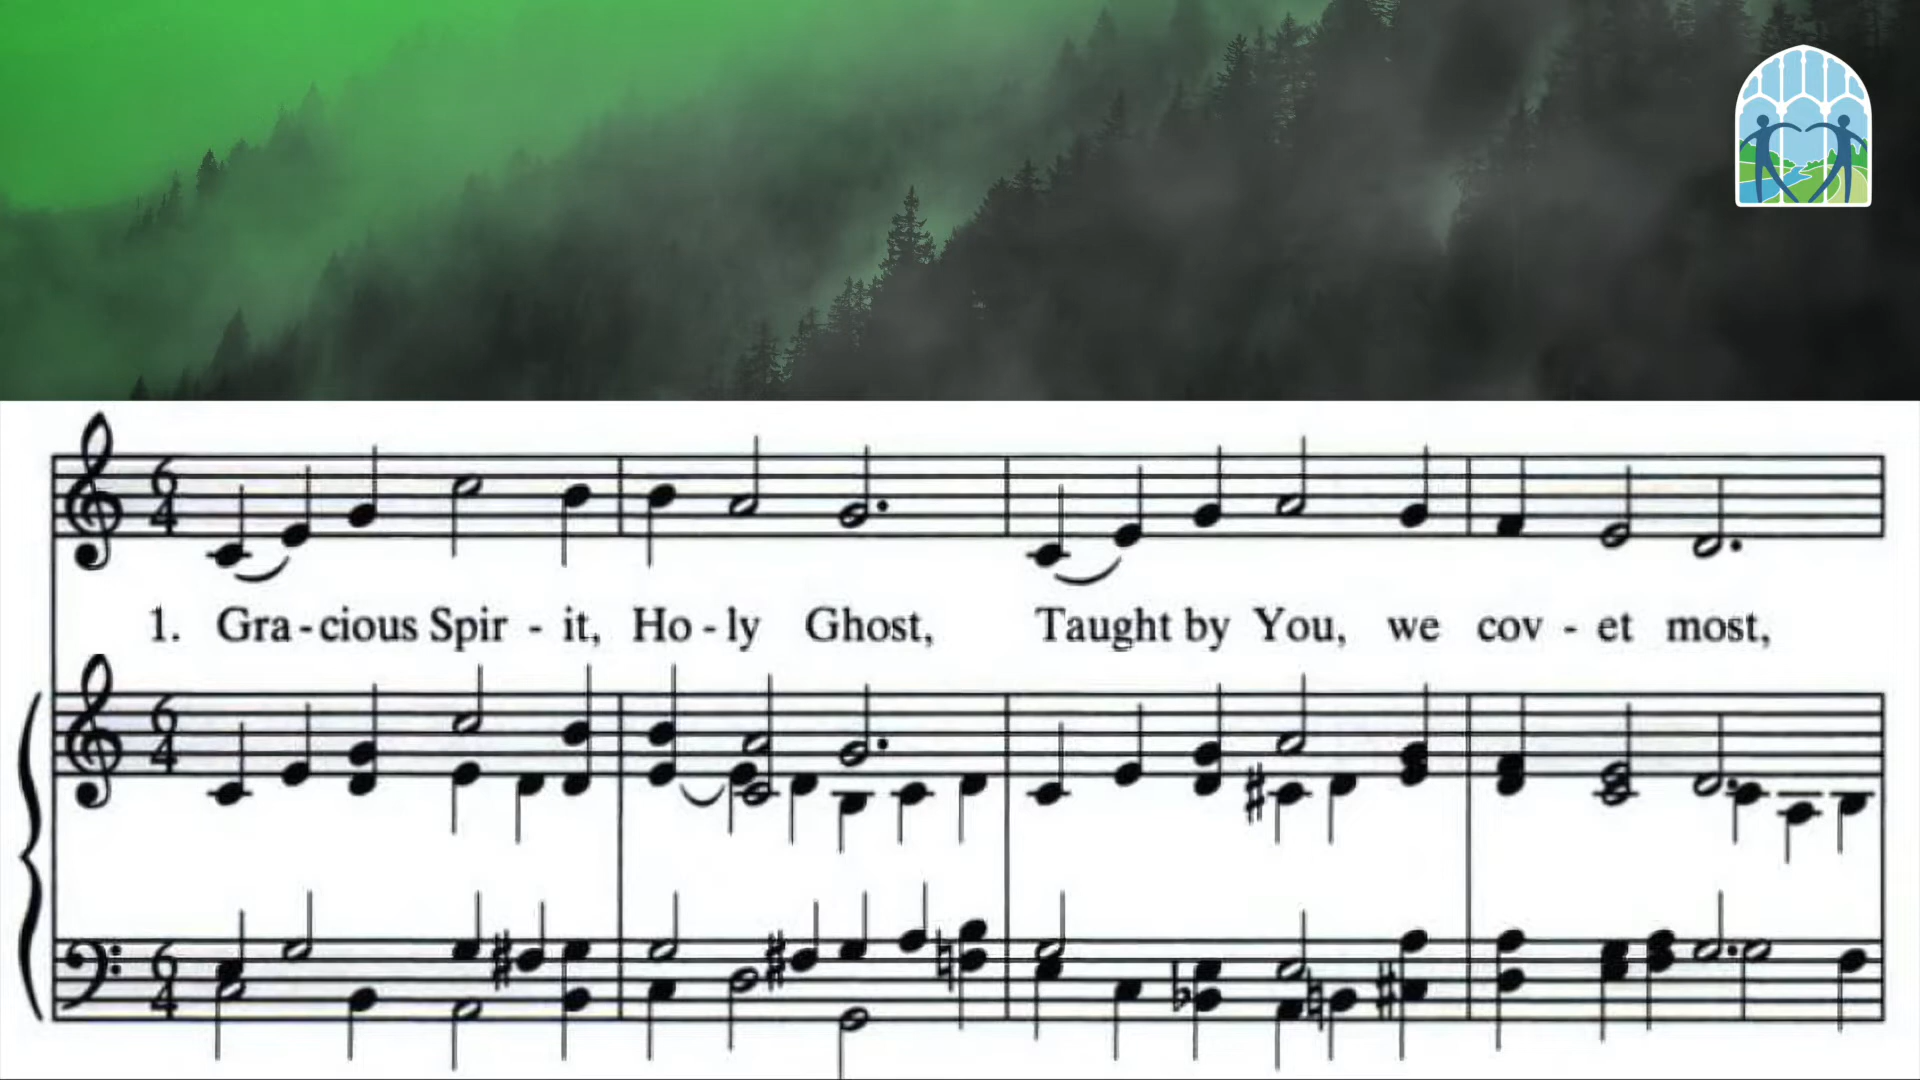 1. Gra - cious Spir - it, Ho - ly Ghost, Taught by You, we cov - et most,